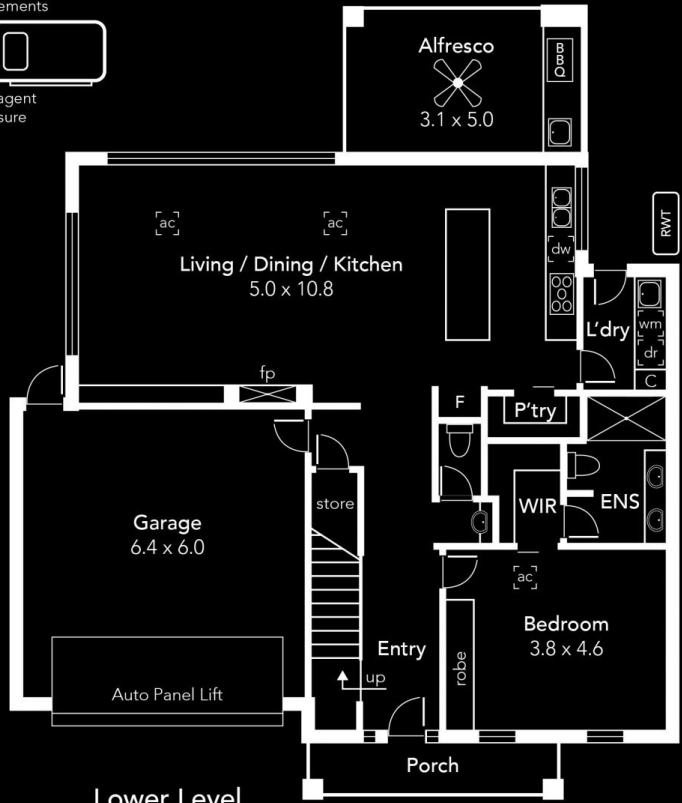 agent
Alfresco
BBQ
3.1 x 5.0
RWT
ac
ac
dw
Living / Dining / Kitchen
5.0 x 10.8
L'dry
wm
dr
C
fp
F
P'try
store
WIR
ENS
Garage
6.4 x 6.0
ac
Bedroom
3.8 x 4.6
Entry
robe
up
Auto Panel Lift
Porch
Lower Level